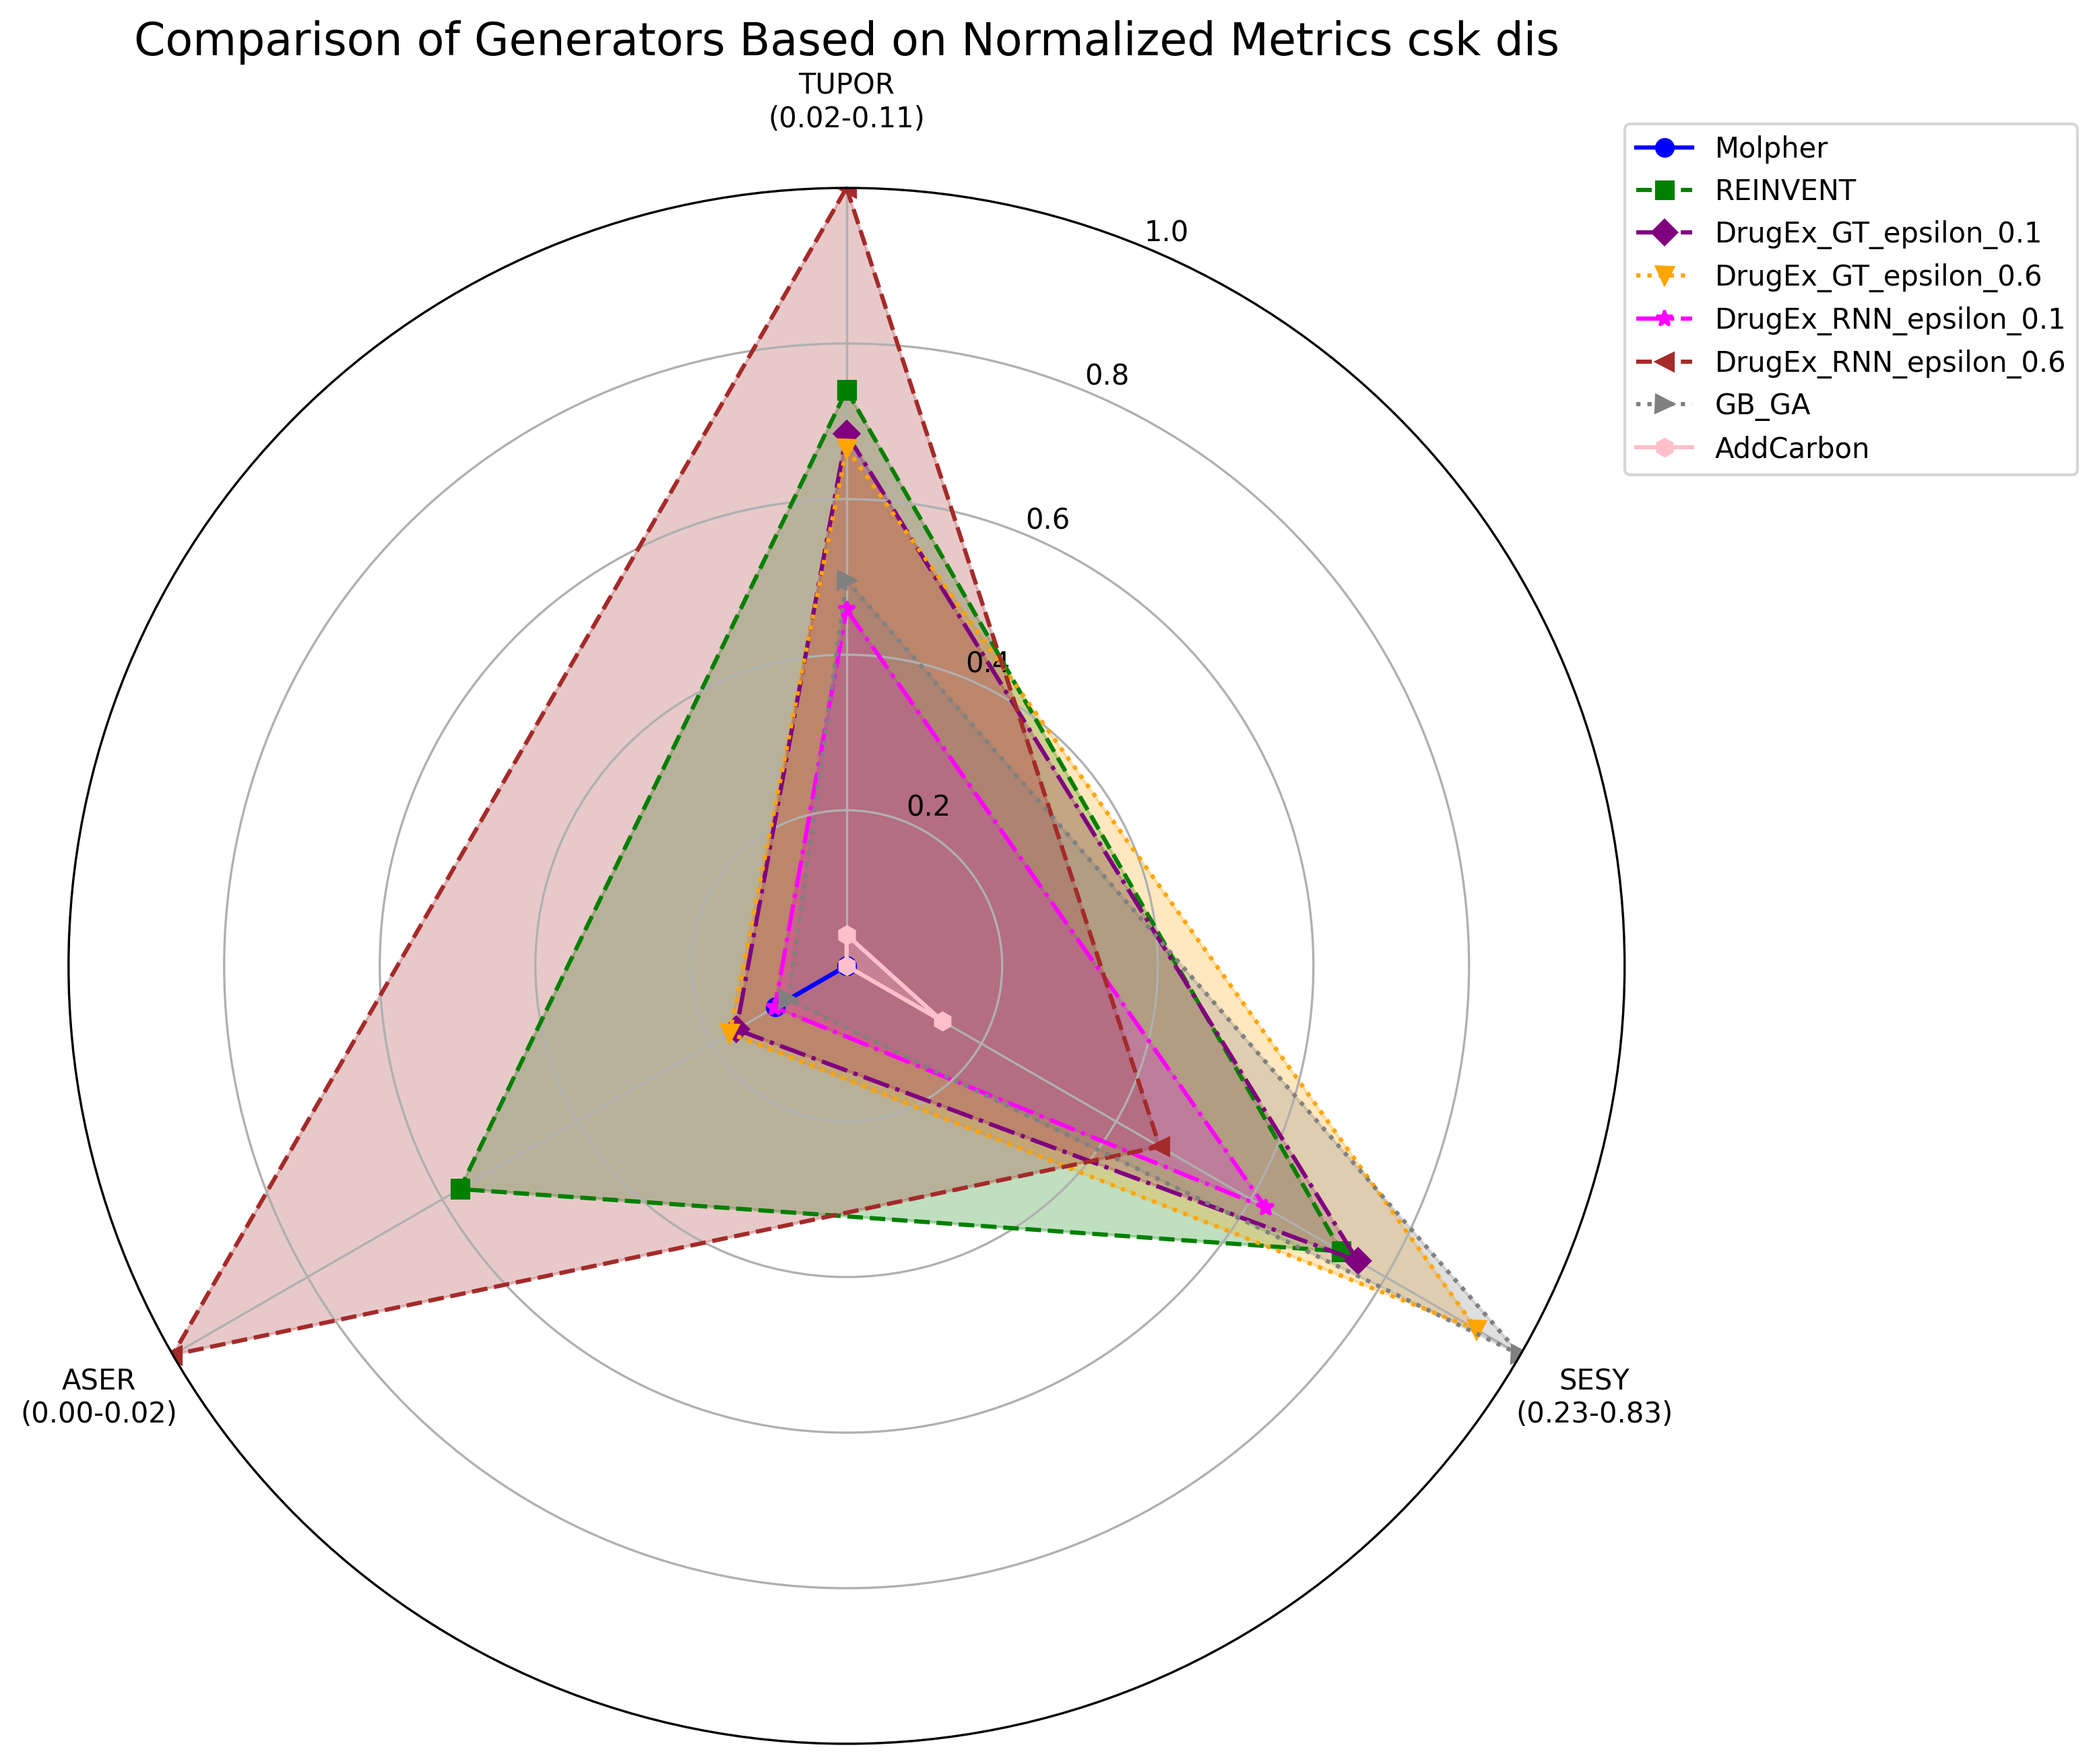 Comparison of Generators Based on Normalized Metrics csk dis
TUPOR
(0.02-0.11)
Molpher
REINVENT
DrugEx_GT_epsilon_0.1
DrugEx_GT_epsilon_0.6
DrugEx_RNN_epsilon_0.1
DrugEx_RNN_epsilon_0.6
GB_GA
AddCarbon
1.0
0.8
0.6
0.4
0.2
ASER
(0.00-0.02)
SESY
(0.23-0.83)